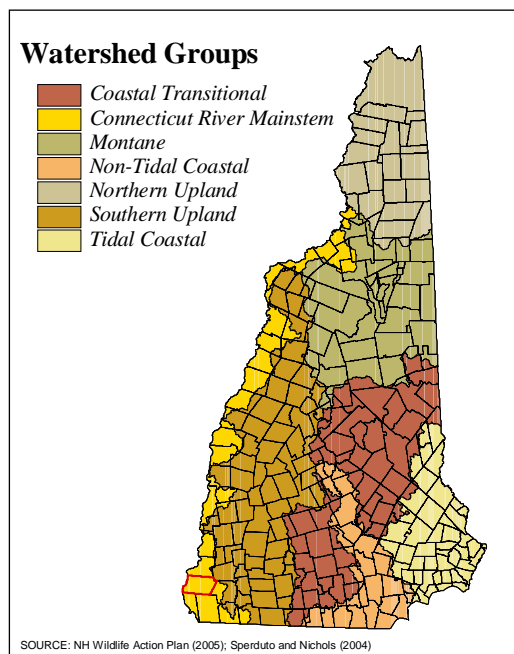 Watershed Groups
Coastal Transitional
Connecticut River Mainstem
Montane
Non-Tidal Coastal
Northern Upland
Southern Upland
Tidal Coastal
SOURCE: NH Wildlife Action Plan (2005); Sperduto and Nichols (2004)